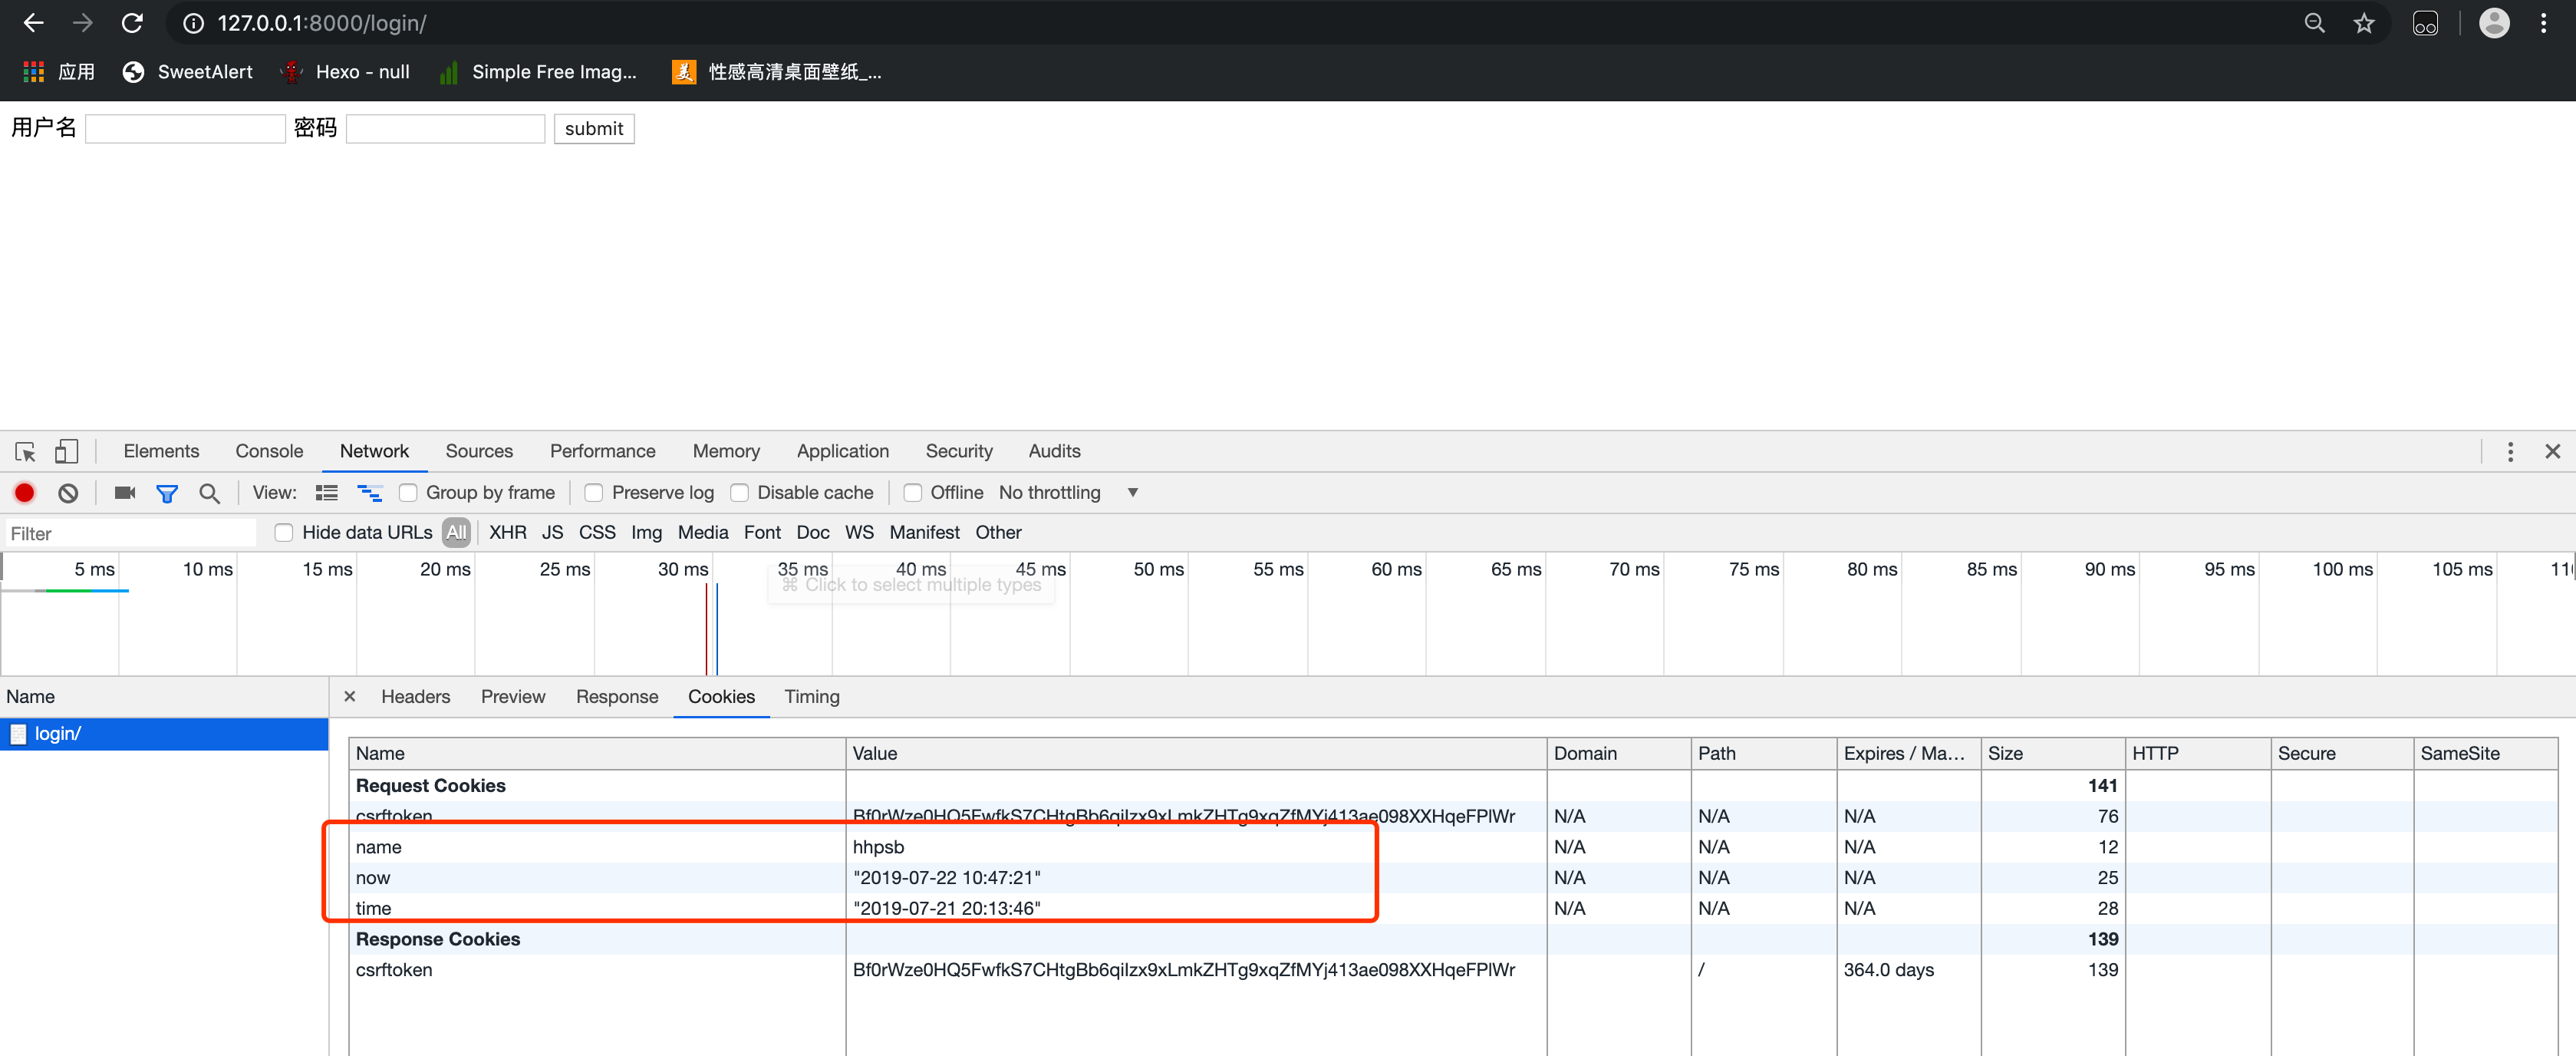 127.0.0.1:8000/login/
应用 SweetAlert Hexo - null Simple Free Imag... 性感高清桌面壁纸_...
用户名 密码 submit
Elements Console Network Sources Performance Memory Application Security Audits
View: Group by frame Preserve log Disable cache Offline No throttling
Filter Hide data URLs All XHR JS CSS Img Media Font Doc WS Manifest Other
5 ms 10 ms 15 ms 20 ms 25 ms 30 ms 35 ms 40 ms 45 ms 50 ms 55 ms 60 ms 65 ms 70 ms 75 ms 80 ms 85 ms 90 ms 95 ms 100 ms 105 ms 11
⌘ Click to select multiple types
Name Headers Preview Response Cookies Timing
login/
Name Value Domain Path Expires / Ma... Size HTTP Secure SameSite
Request Cookies 141
csrftoken Bf0rWze0HQ5FwfkS7CHtgBb6qiIzx9xLmkZHTg9xqZfMYj413ae098XXHqeFPlWr N/A N/A N/A 76
name hhpsb N/A N/A N/A 12
now "2019-07-22 10:47:21" N/A N/A N/A 25
time "2019-07-21 20:13:46" N/A N/A N/A 28
Response Cookies 139
csrftoken Bf0rWze0HQ5FwfkS7CHtgBb6qiIzx9xLmkZHTg9xqZfMYj413ae098XXHqeFPlWr / 364.0 days 139